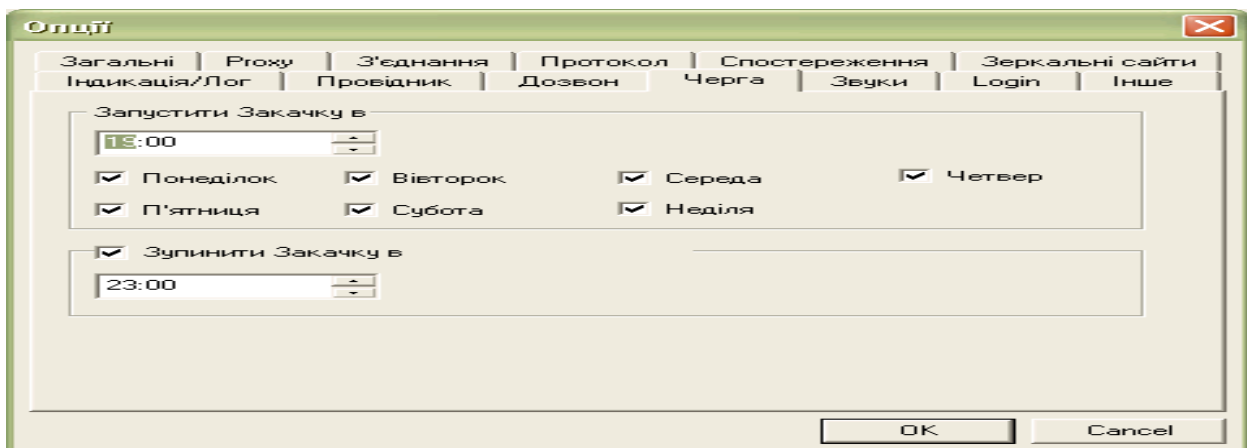 Опції
Загальні Proxy З'єднання Протокол Спостереження Зеркальні сайти
Індикація/Лог Провідник Дозвон Черга Звуки Login Інше
Запустити Закачку в
:00
Понеділок Вівторок Середа Четвер
П'ятниця Субота Неділя
Зупинити Закачку в
23:00
OK Cancel